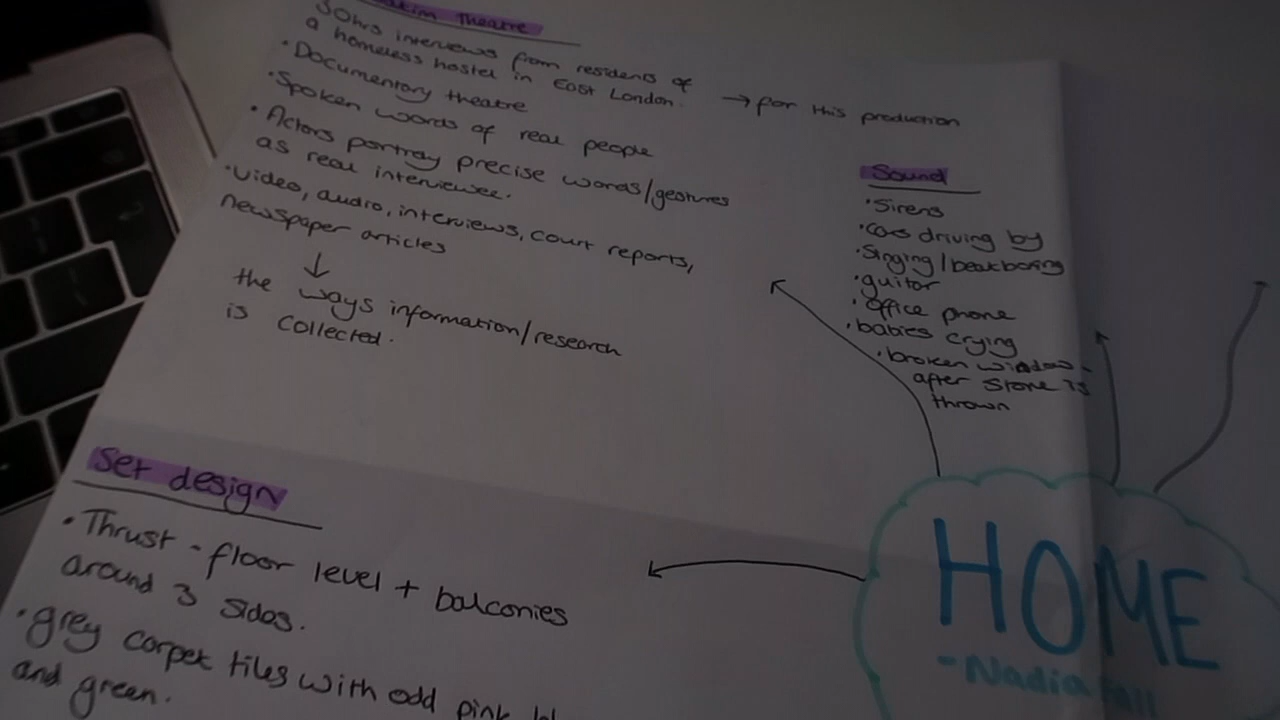 Theatre
30hrs interviews from residents of
a homeless hostel in East London. → for this production
• Documentary theatre
• Spoken words of real people
• Actors portray precise words/gestures
as real interviewee.
• video, audio, interviews, court reports,
newspaper articles
↓
the ways information/research
is collected.
Sound
• Sirens
• cars driving by
• Singing/beatboxing
• guitar
• office phone
• babies crying
• broken window -
after stone is
thrown
Set design
• Thrust - floor level + balconies
around 3 sides.
• grey carpet tiles with odd pink
and green.
HOME
- Nadia Fall